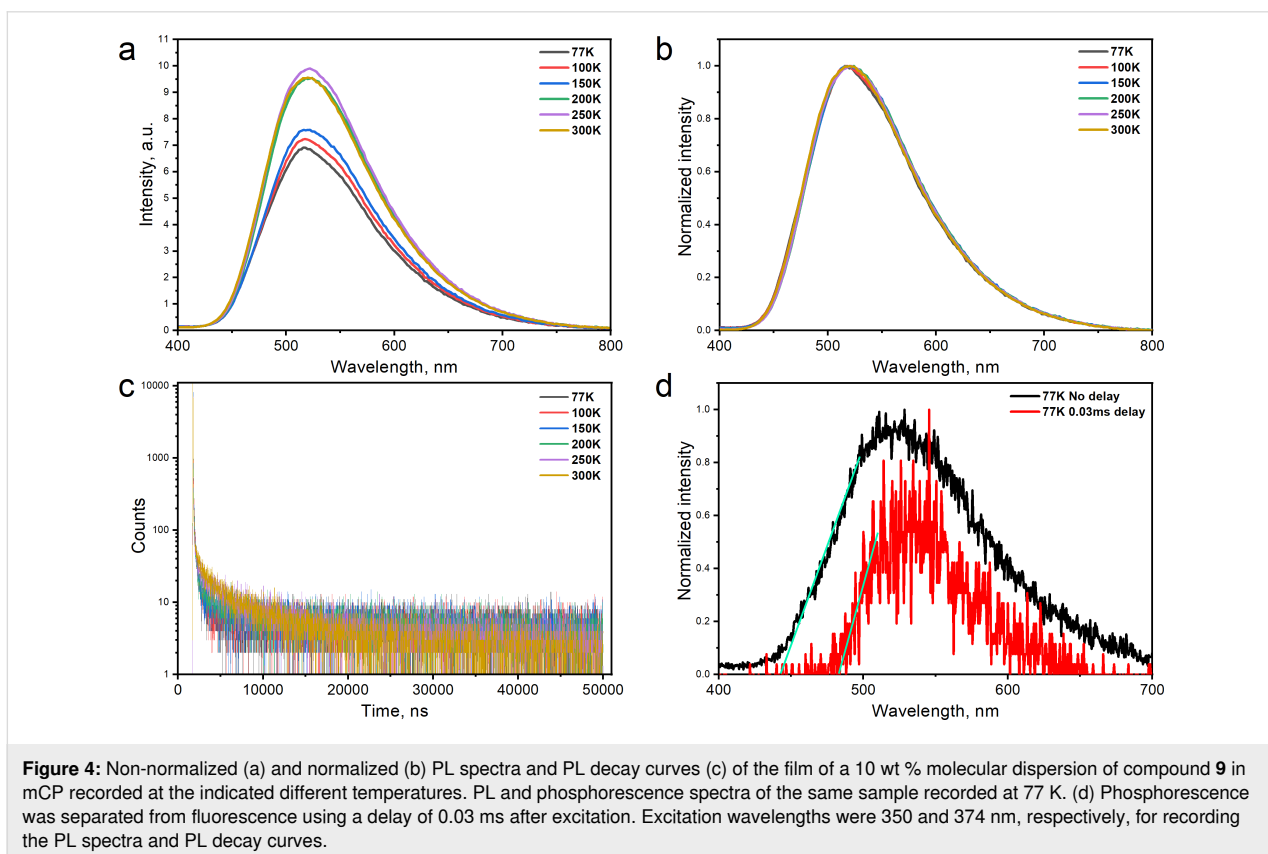 a
11
10
9
8
7
6
5
4
3
2
1
0
Intensity, a.u.
400 500 600 700 800
Wavelength, nm
77K
100K
150K
200K
250K
300K
b
1.0
0.8
0.6
0.4
0.2
0.0
Normalized intensity
400 500 600 700 800
Wavelength, nm
77K
100K
150K
200K
250K
300K
c
10000
1000
100
10
1
Counts
0 10000 20000 30000 40000 50000
Time, ns
77K
100K
150K
200K
250K
300K
d
1.0
0.8
0.6
0.4
0.2
0.0
Normalized intensity
400 500 600 700
Wavelength, nm
77K No delay
77K 0.03ms delay
Figure 4: Non-normalized (a) and normalized (b) PL spectra and PL decay curves (c) of the film of a 10 wt % molecular dispersion of compound 9 in
mCP recorded at the indicated different temperatures. PL and phosphorescence spectra of the same sample recorded at 77 K. (d) Phosphorescence
was separated from fluorescence using a delay of 0.03 ms after excitation. Excitation wavelengths were 350 and 374 nm, respectively, for recording
the PL spectra and PL decay curves.